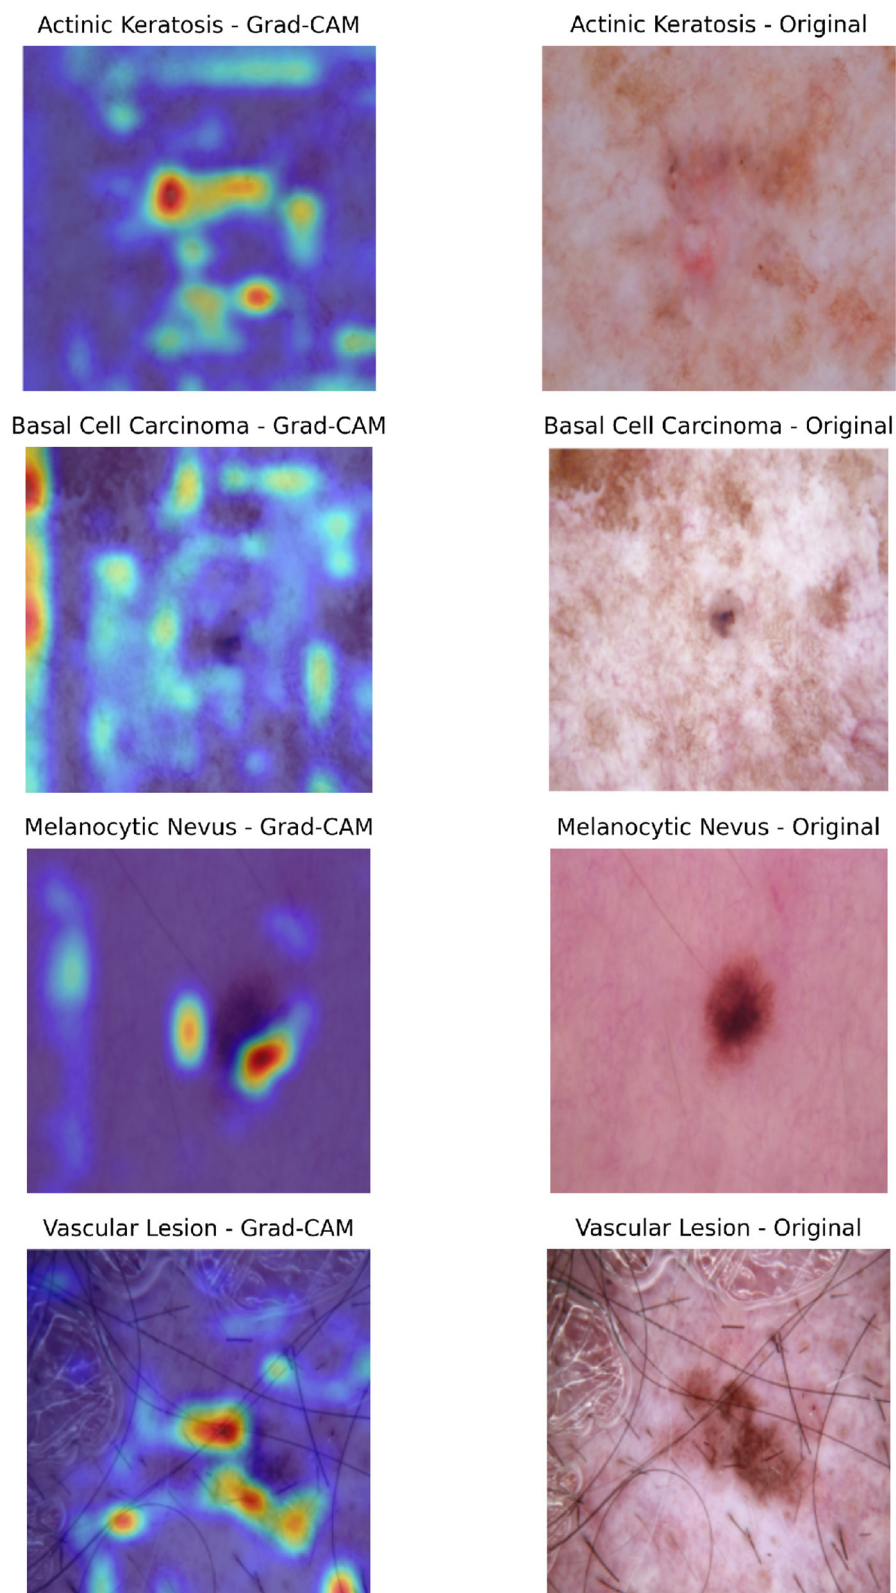 Actinic Keratosis - Grad-CAM
Actinic Keratosis - Original
Basal Cell Carcinoma - Grad-CAM
Basal Cell Carcinoma - Original
Melanocytic Nevus - Grad-CAM
Melanocytic Nevus - Original
Vascular Lesion - Grad-CAM
Vascular Lesion - Original